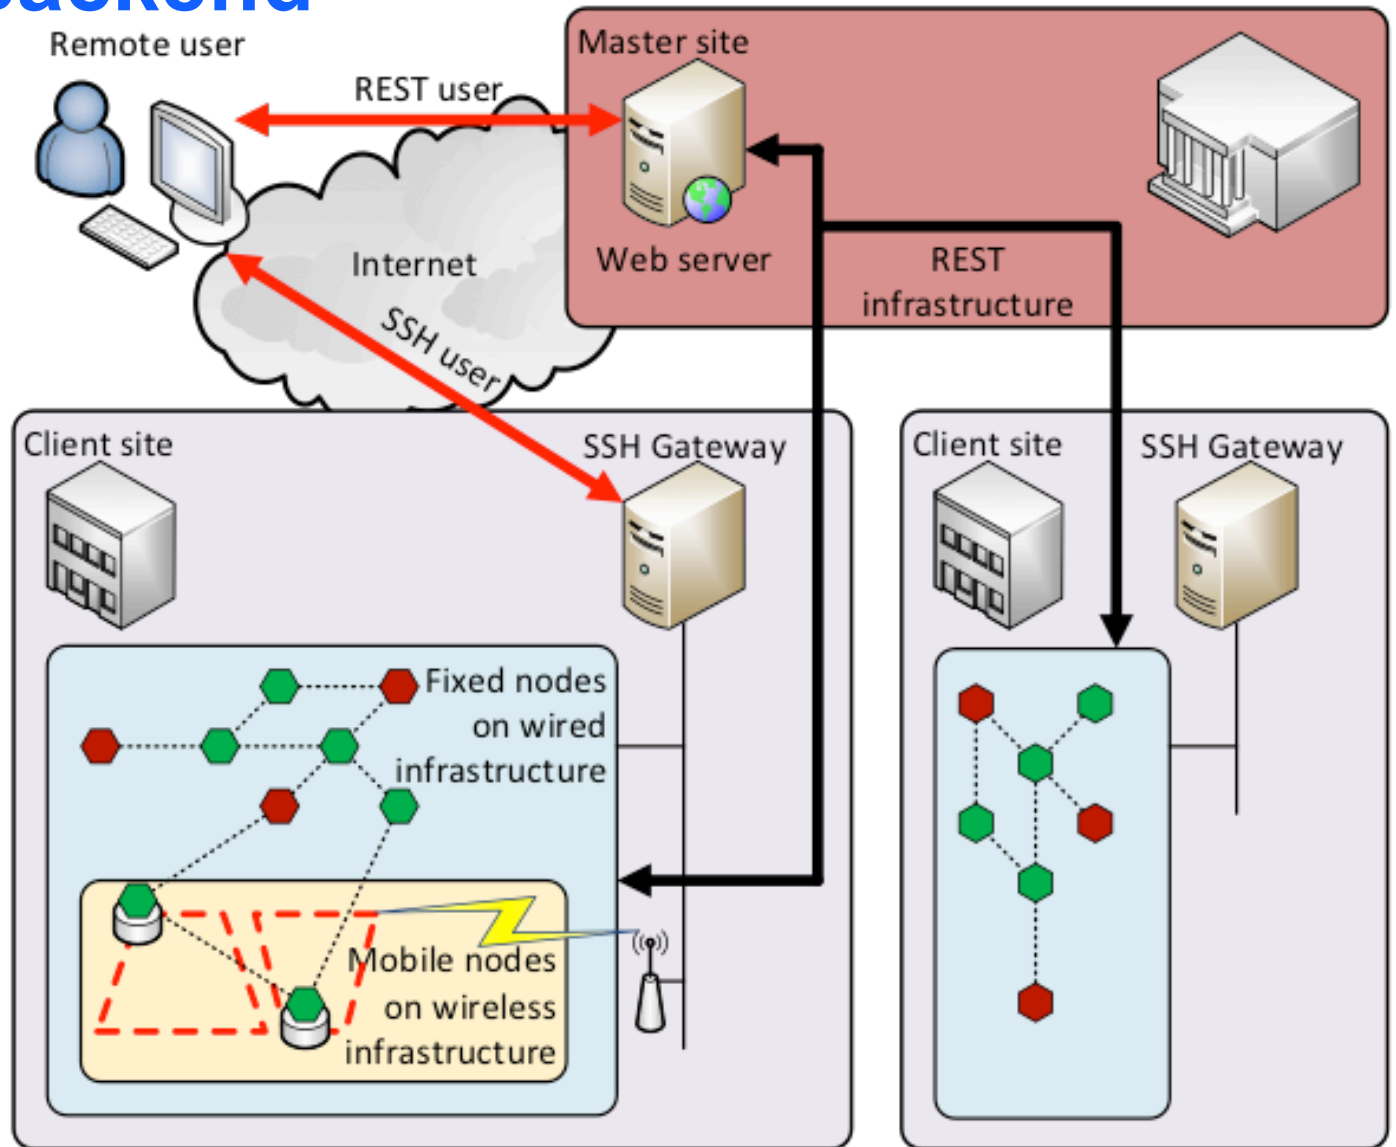 backend
Remote user
REST user
Master site
Internet
SSH user
Web server
REST
infrastructure
Client site
SSH Gateway
Fixed nodes
on wired
infrastructure
Mobile nodes
on wireless
infrastructure
Client site
SSH Gateway